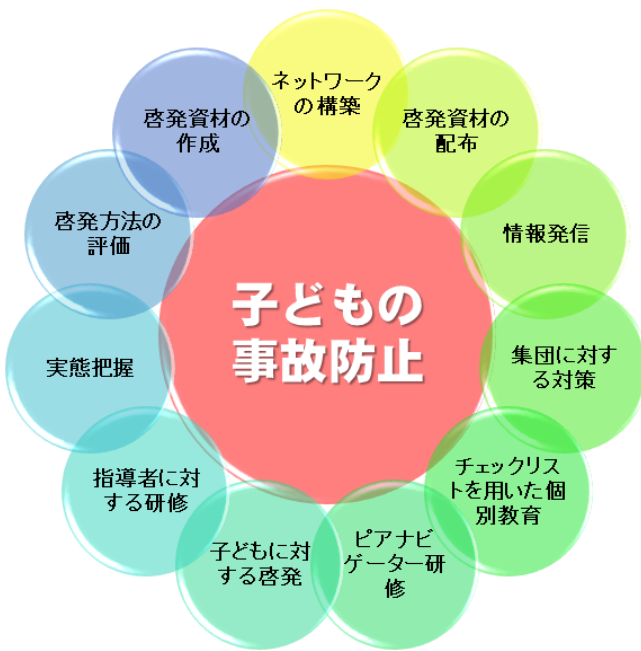 ネットワーク
の構築
啓発資材の
配布
情報発信
集団に対す
る対策
チェックリス
トを用いた個
別教育
ピアナビ
ゲーター研
修
子どもに対
する啓発
指導者に対
する研修
実態把握
啓発方法の
評価
啓発資材の
作成
子どもの
事故防止